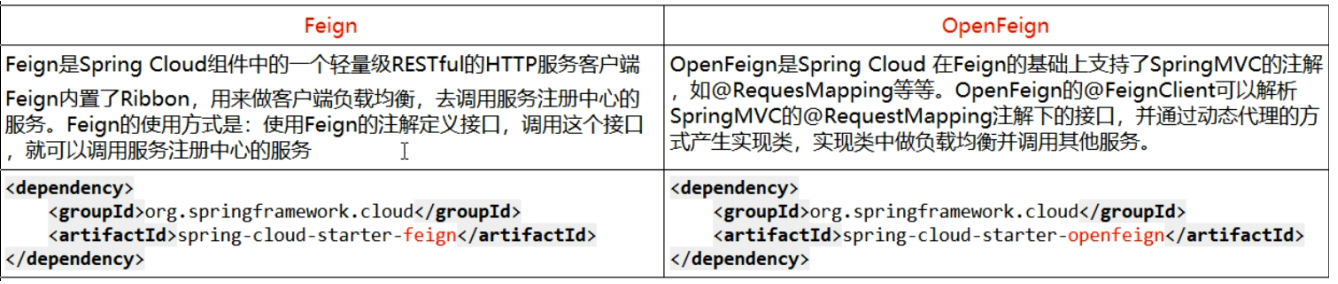 Feign
Feign是Spring Cloud组件中的一个轻量级RESTful的HTTP服务客户端
Feign内置了Ribbon，用来做客户端负载均衡，去调用服务注册中心的
服务。Feign的使用方式是：使用Feign的注解定义接口，调用这个接口
，就可以调用服务注册中心的服务
<dependency>
    <groupId>org.springframework.cloud</groupId>
    <artifactId>spring-cloud-starter-feign</artifactId>
</dependency>
OpenFeign
OpenFeign是Spring Cloud 在Feign的基础上支持了SpringMVC的注解
，如@RequesMapping等等。OpenFeign的@FeignClient可以解析
SpringMVC的@RequestMapping注解下的接口，并通过动态代理的方
式产生实现类，实现类中做负载均衡并调用其他服务。
<dependency>
    <groupId>org.springframework.cloud</groupId>
    <artifactId>spring-cloud-starter-openfeign</artifactId>
</dependency>